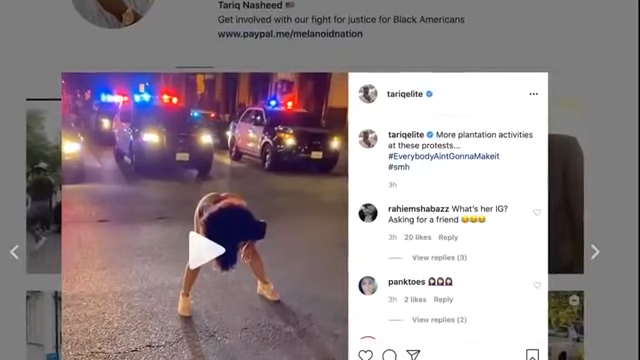 Tariq Nasheed 🇺🇸
Get involved with our fight for justice for Black Americans
www.paypal.me/melanoidnation
tariqelite
tariqelite More plantation activities
at these protests...
#EverybodyAintGonnaMakeit
#smh
3h
rahiemshabazz What's her IG?
Asking for a friend 😂😂😂
3h 20 likes Reply
View replies (3)
panktoes 🤦🏻‍♀️🤦🏻‍♀️🤦🏻‍♀️
3h 2 likes Reply
View replies (2)